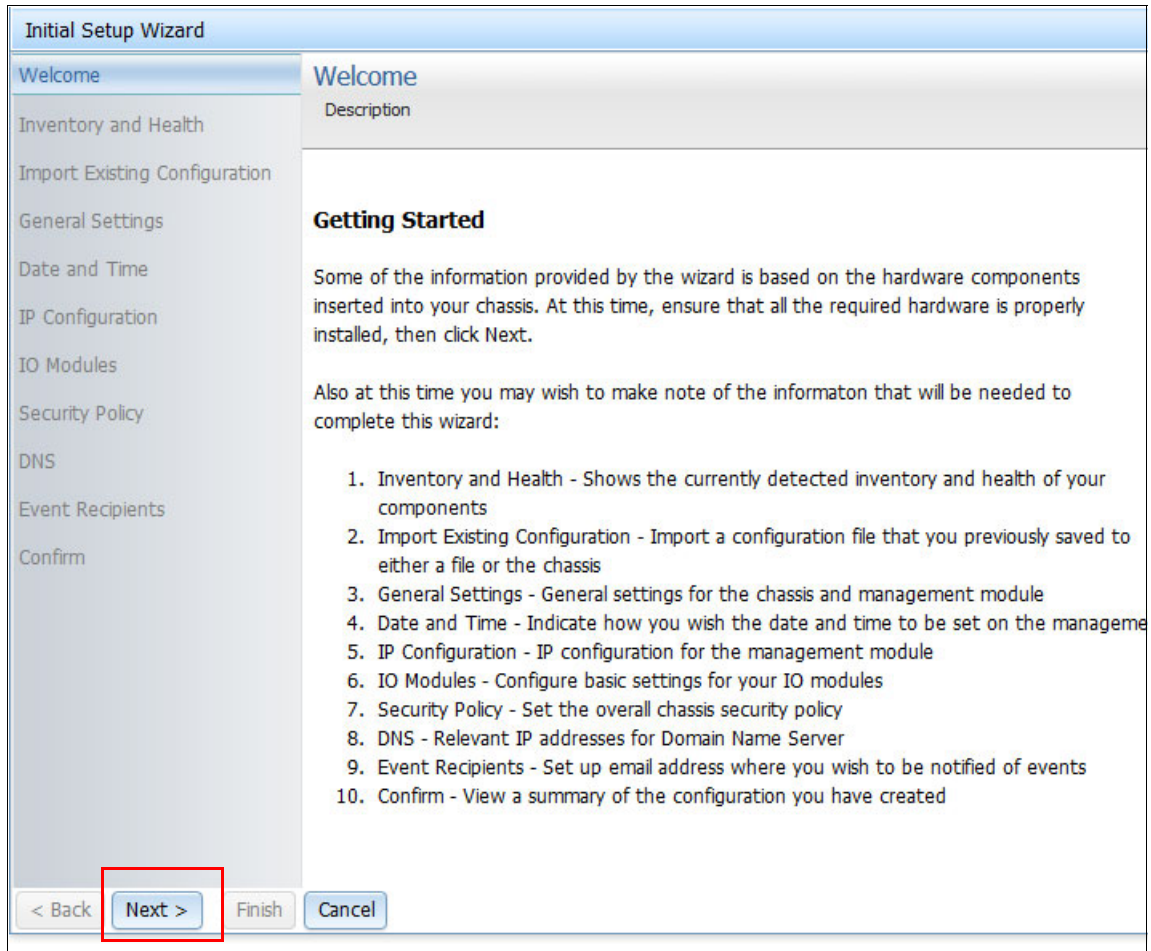 Initial Setup Wizard
Welcome
Inventory and Health
Import Existing Configuration
General Settings
Date and Time
IP Configuration
IO Modules
Security Policy
DNS
Event Recipients
Confirm
Welcome
Description
Getting Started
Some of the information provided by the wizard is based on the hardware components
inserted into your chassis. At this time, ensure that all the required hardware is properly
installed, then click Next.
Also at this time you may wish to make note of the informaton that will be needed to
complete this wizard:
1. Inventory and Health - Shows the currently detected inventory and health of your
components
2. Import Existing Configuration - Import a configuration file that you previously saved to
either a file or the chassis
3. General Settings - General settings for the chassis and management module
4. Date and Time - Indicate how you wish the date and time to be set on the manageme
5. IP Configuration - IP configuration for the management module
6. IO Modules - Configure basic settings for your IO modules
7. Security Policy - Set the overall chassis security policy
8. DNS - Relevant IP addresses for Domain Name Server
9. Event Recipients - Set up email address where you wish to be notified of events
10. Confirm - View a summary of the configuration you have created
< Back Next > Finish Cancel